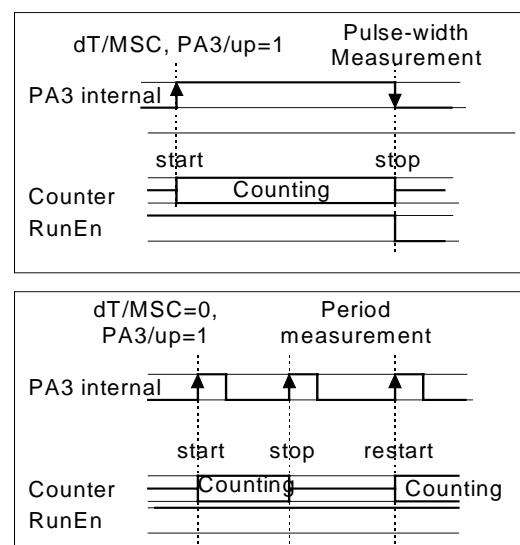 dT/MSC, PA3/up=1
Pulse-width
Measurement
PA3 internal
start
stop
Counter
Counting
RunEn
dT/MSC=0,
PA3/up=1
Period
measurement
PA3 internal
start
stop
restart
Counter
Counting
Counting
RunEn